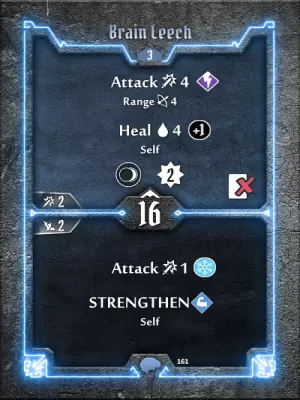 Brain Leech
3
Attack 4
Range 4
Heal 4 +1
Self
2
2
16
2
Attack 1
STRENGTHEN
Self
161